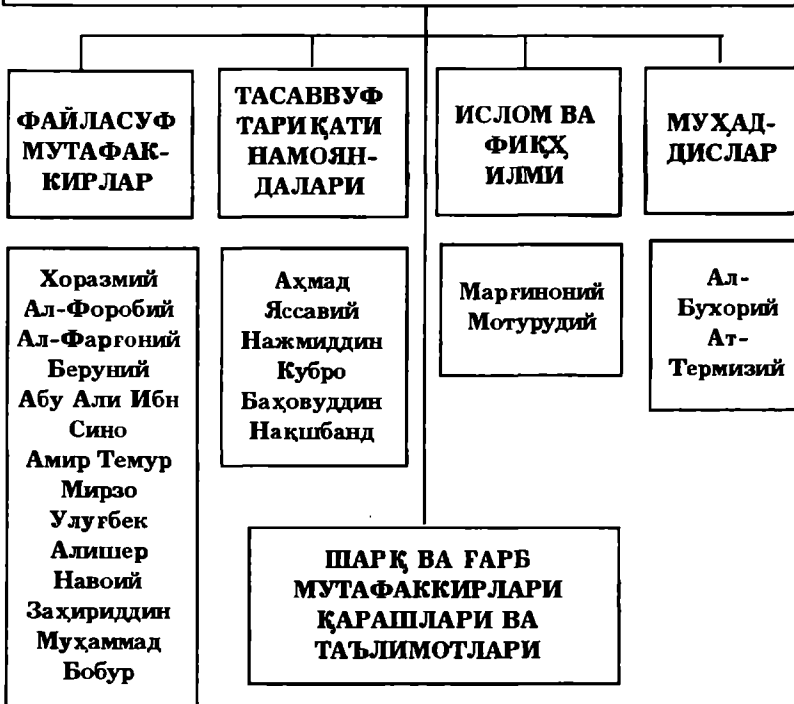 ФАЙЛАСУФ
МУТАФАК-
КИРЛАР
ТАСАВВУФ
ТАРИҚАТИ
НАМОЯН-
ДАЛАРИ
ИСЛОМ ВА
ФИҚҲ
ИЛМИ
МУҲАД-
ДИСЛАР
Хоразмий
Ал-Форобий
Ал-Фарғоний
Беруний
Абу Али Ибн
Сино
Амир Темур
Мирзо
Улуғбек
Алишер
Навоий
Заҳириддин
Муҳаммад
Бобур
Аҳмад
Яссавий
Нажмиддин
Кубро
Баҳовуддин
Нақшбанд
Марғиноний
Мотурудий
Ал-
Бухорий
Ат-
Термизий
ШАРҚ ВА ҒАРБ
МУТАФАККИРЛАРИ
ҚАРАШЛАРИ ВА
ТАЪЛИМОТЛАРИ